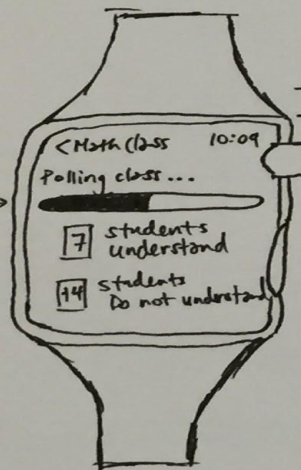 <Math class 10:09
Polling class...
7 students
understand
14 students
Do not understand